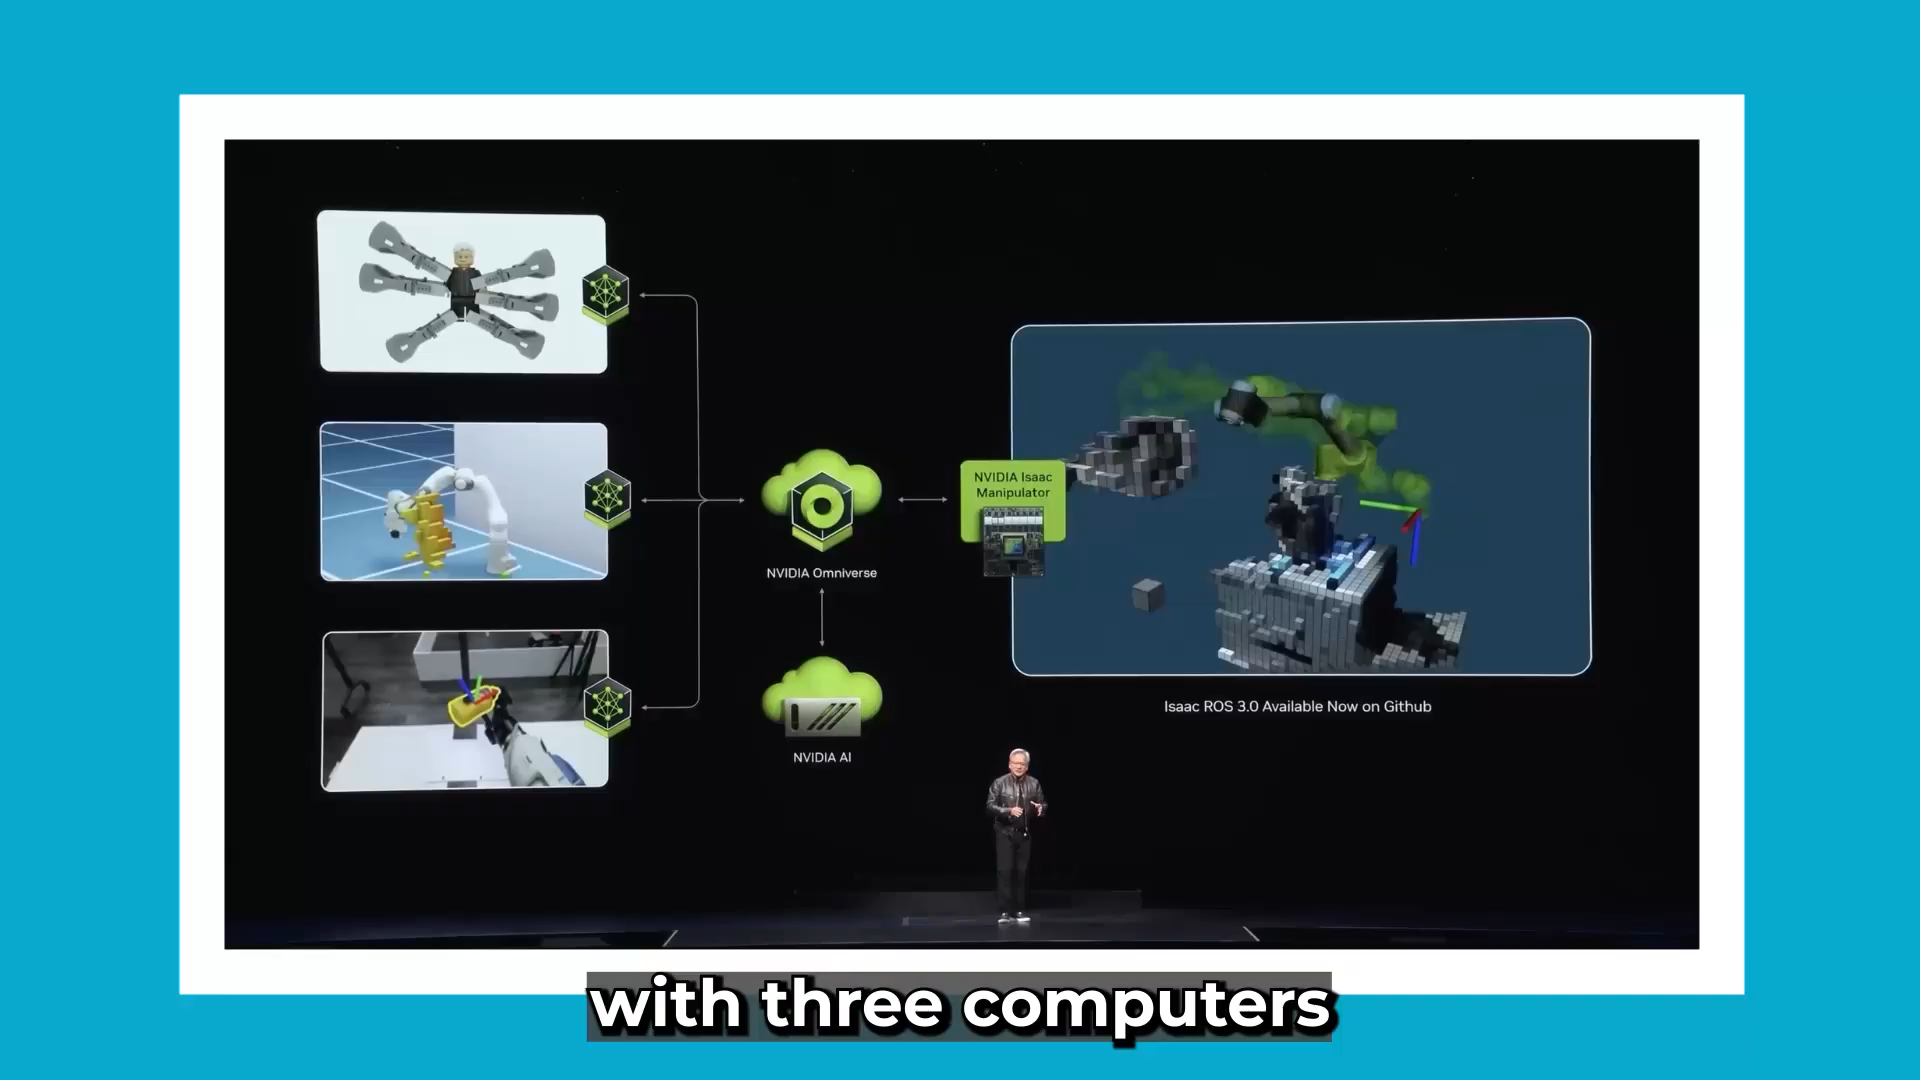 NVIDIA Isaac
Manipulator
NVIDIA Omniverse
NVIDIA AI
Isaac ROS 3.0 Available Now on Github
with three computers